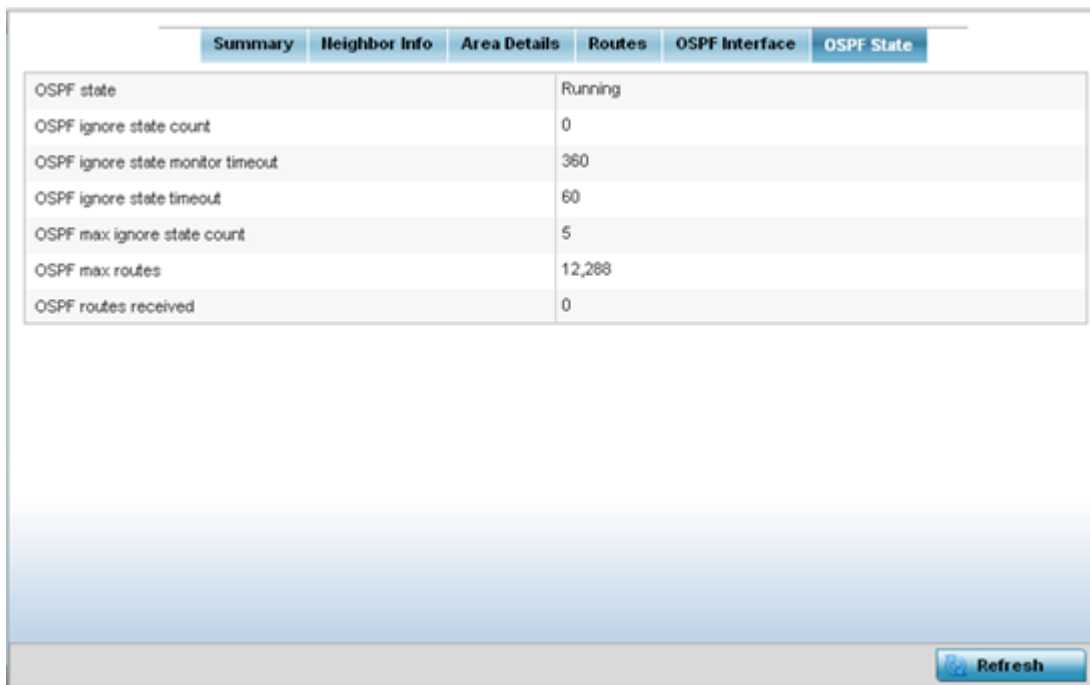 Summary Neighbor Info Area Details Routes OSPF Interface OSPF State
OSPF state Running
OSPF ignore state count 0
OSPF ignore state monitor timeout 360
OSPF ignore state timeout 60
OSPF max ignore state count 5
OSPF max routes 12,288
OSPF routes received 0
Refresh